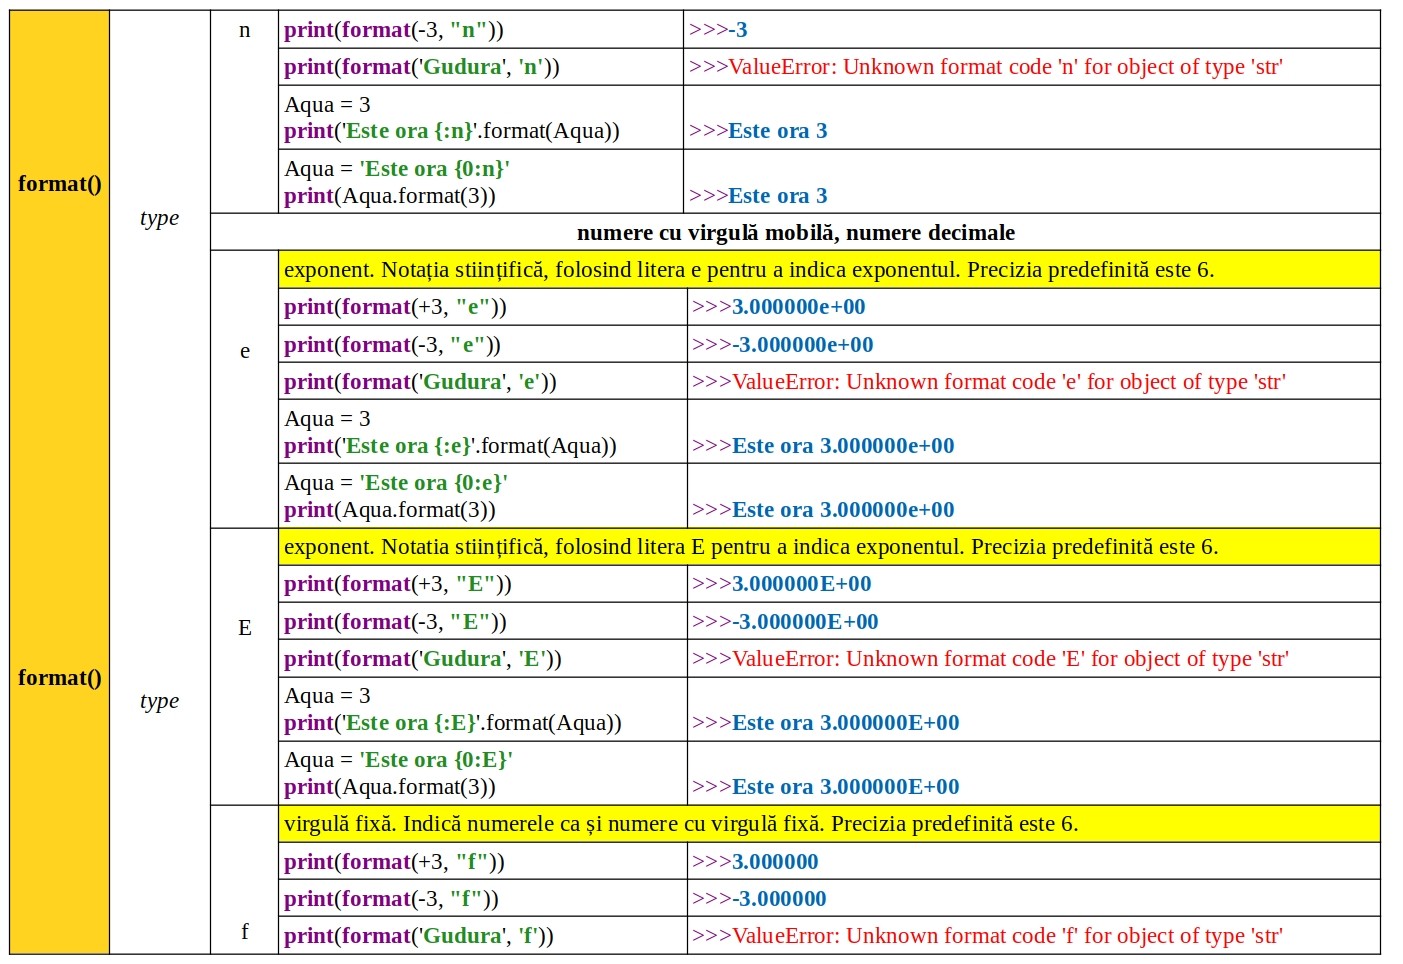 n
print(format(-3, "n"))
>>>-3
print(format('Gudura', 'n'))
>>>ValueError: Unknown format code 'n' for object of type 'str'
Aqua = 3
print('Este ora {:n}'.format(Aqua))
>>>Este ora 3
format()
type
Aqua = 'Este ora {0:n}'
print(Aqua.format(3))
>>>Este ora 3
numere cu virgulă mobilă, numere decimale
e
exponent. Notația stiințifică, folosind litera e pentru a indica exponentul. Precizia predefinită este 6.
print(format(+3, "e"))
>>>3.000000e+00
print(format(-3, "e"))
>>>-3.000000e+00
print(format('Gudura', 'e'))
>>>ValueError: Unknown format code 'e' for object of type 'str'
Aqua = 3
print('Este ora {:e}'.format(Aqua))
>>>Este ora 3.000000e+00
Aqua = 'Este ora {0:e}'
print(Aqua.format(3))
>>>Este ora 3.000000e+00
E
exponent. Notatia stiințifică, folosind litera E pentru a indica exponentul. Precizia predefinită este 6.
print(format(+3, "E"))
>>>3.000000E+00
print(format(-3, "E"))
>>>-3.000000E+00
print(format('Gudura', 'E'))
>>>ValueError: Unknown format code 'E' for object of type 'str'
format()
type
Aqua = 3
print('Este ora {:E}'.format(Aqua))
>>>Este ora 3.000000E+00
Aqua = 'Este ora {0:E}'
print(Aqua.format(3))
>>>Este ora 3.000000E+00
f
virgulă fixă. Indică numerele ca și numere cu virgulă fixă. Precizia predefinită este 6.
print(format(+3, "f"))
>>>3.000000
print(format(-3, "f"))
>>>-3.000000
print(format('Gudura', 'f'))
>>>ValueError: Unknown format code 'f' for object of type 'str'